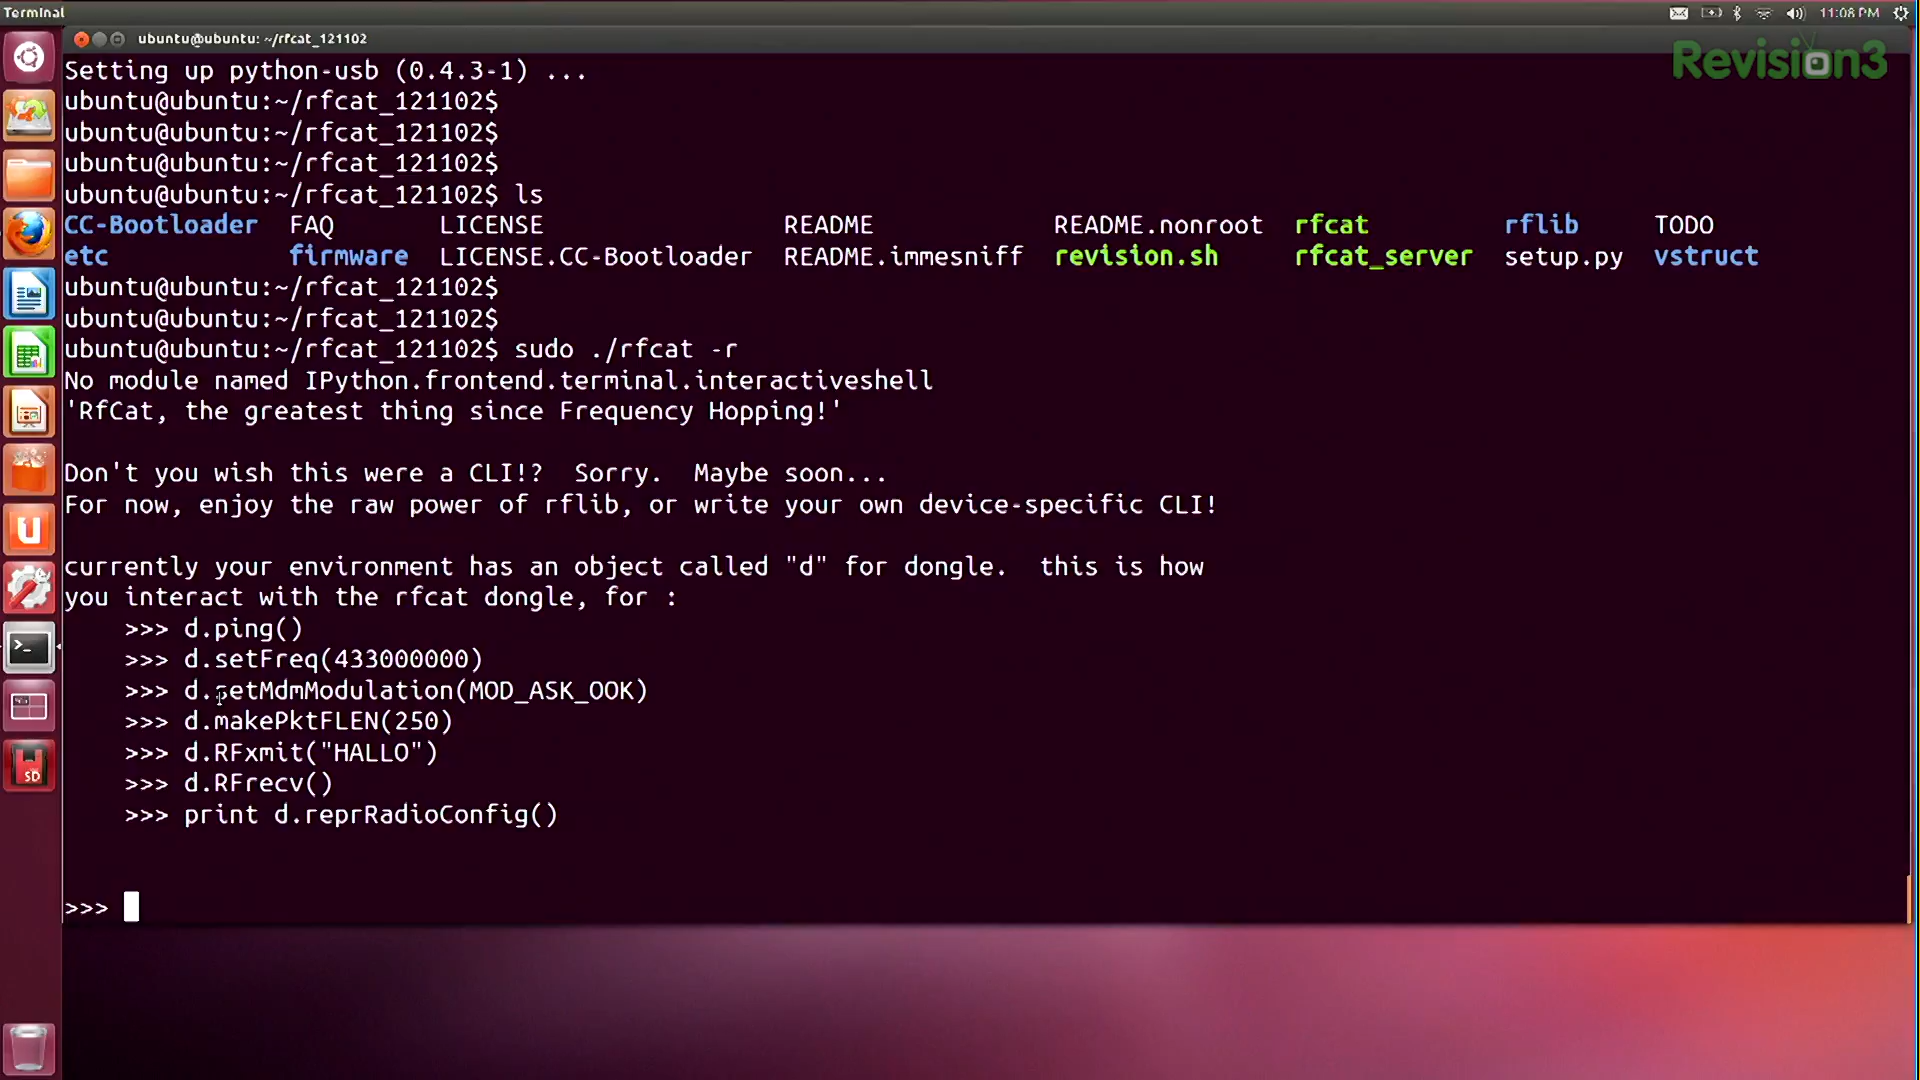 Terminal
11:08 PM
ubuntu@ubuntu: ~/rfcat_121102
Revision3
Setting up python-usb (0.4.3-1) ...
ubuntu@ubuntu:~/rfcat_121102$
ubuntu@ubuntu:~/rfcat_121102$
ubuntu@ubuntu:~/rfcat_121102$
ubuntu@ubuntu:~/rfcat_121102$ ls
CC-Bootloader FAQ LICENSE README README.nonroot rfcat rflib TODO
etc firmware LICENSE.CC-Bootloader README.immesniff revision.sh rfcat_server setup.py vstruct
ubuntu@ubuntu:~/rfcat_121102$
ubuntu@ubuntu:~/rfcat_121102$
ubuntu@ubuntu:~/rfcat_121102$ sudo ./rfcat -r
No module named IPython.frontend.terminal.interactiveshell
'RfCat, the greatest thing since Frequency Hopping!'
Don't you wish this were a CLI!? Sorry. Maybe soon...
For now, enjoy the raw power of rflib, or write your own device-specific CLI!
currently your environment has an object called "d" for dongle. this is how
you interact with the rfcat dongle, for :
>>> d.ping()
>>> d.setFreq(433000000)
>>> d.setMdmModulation(MOD_ASK_OOK)
>>> d.makePktFLEN(250)
>>> d.RFxmit("HALLO")
>>> d.RFrecv()
>>> print d.reprRadioConfig()
>>>
SD